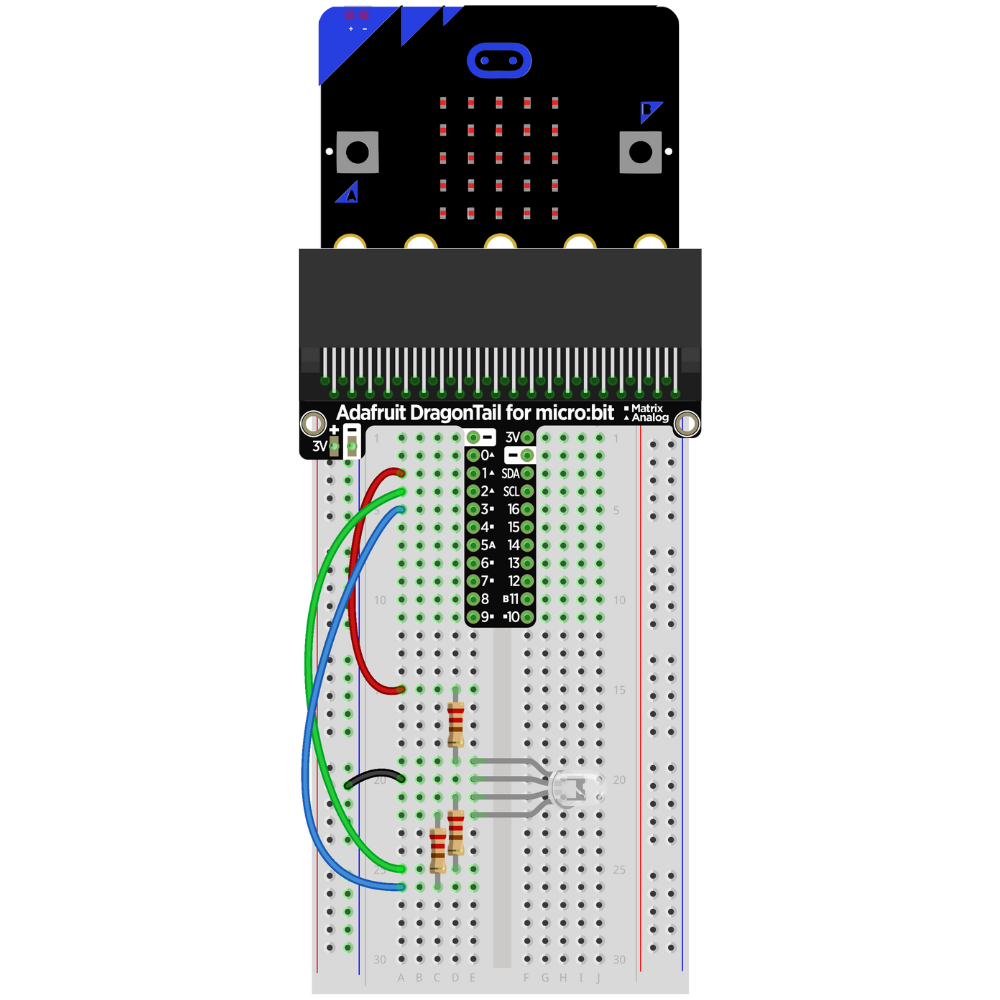 + -
B
A
Adafruit DragonTail for micro:bit
▪Matrix
▲Analog
+ -
3V
1 - 3V 1
0▲ -
1▲ SDA
2▲ SCL
5 3▪ 16 5
4▪ 15
5A 14
6▪ 13
7▪ 12
10 8 B11 10
9▪ ▪10
15 15
20 20
25 25
30 30
A B C D E F G H I J